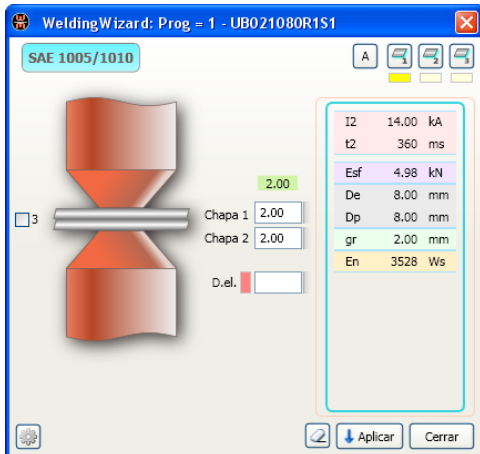 WeldingWizard: Prog = 1 - UB021080R1S1
SAE 1005/1010
A
1
2
3
I2 14.00 kA
t2 360 ms
Esf 4.98 kN
De 8.00 mm
Dp 8.00 mm
gr 2.00 mm
En 3528 Ws
2.00
3
Chapa 1 2.00
Chapa 2 2.00
D.el.
Aplicar
Cerrar